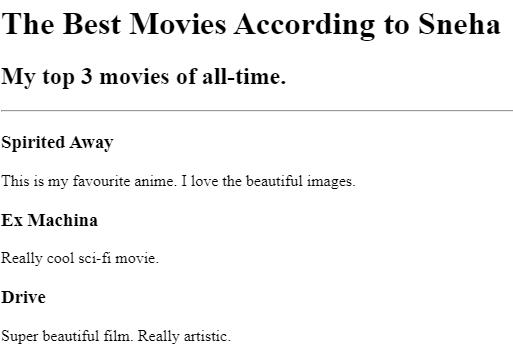 The Best Movies According to Sneha
My top 3 movies of all-time.
Spirited Away
This is my favourite anime. I love the beautiful images.
Ex Machina
Really cool sci-fi movie.
Drive
Super beautiful film. Really artistic.